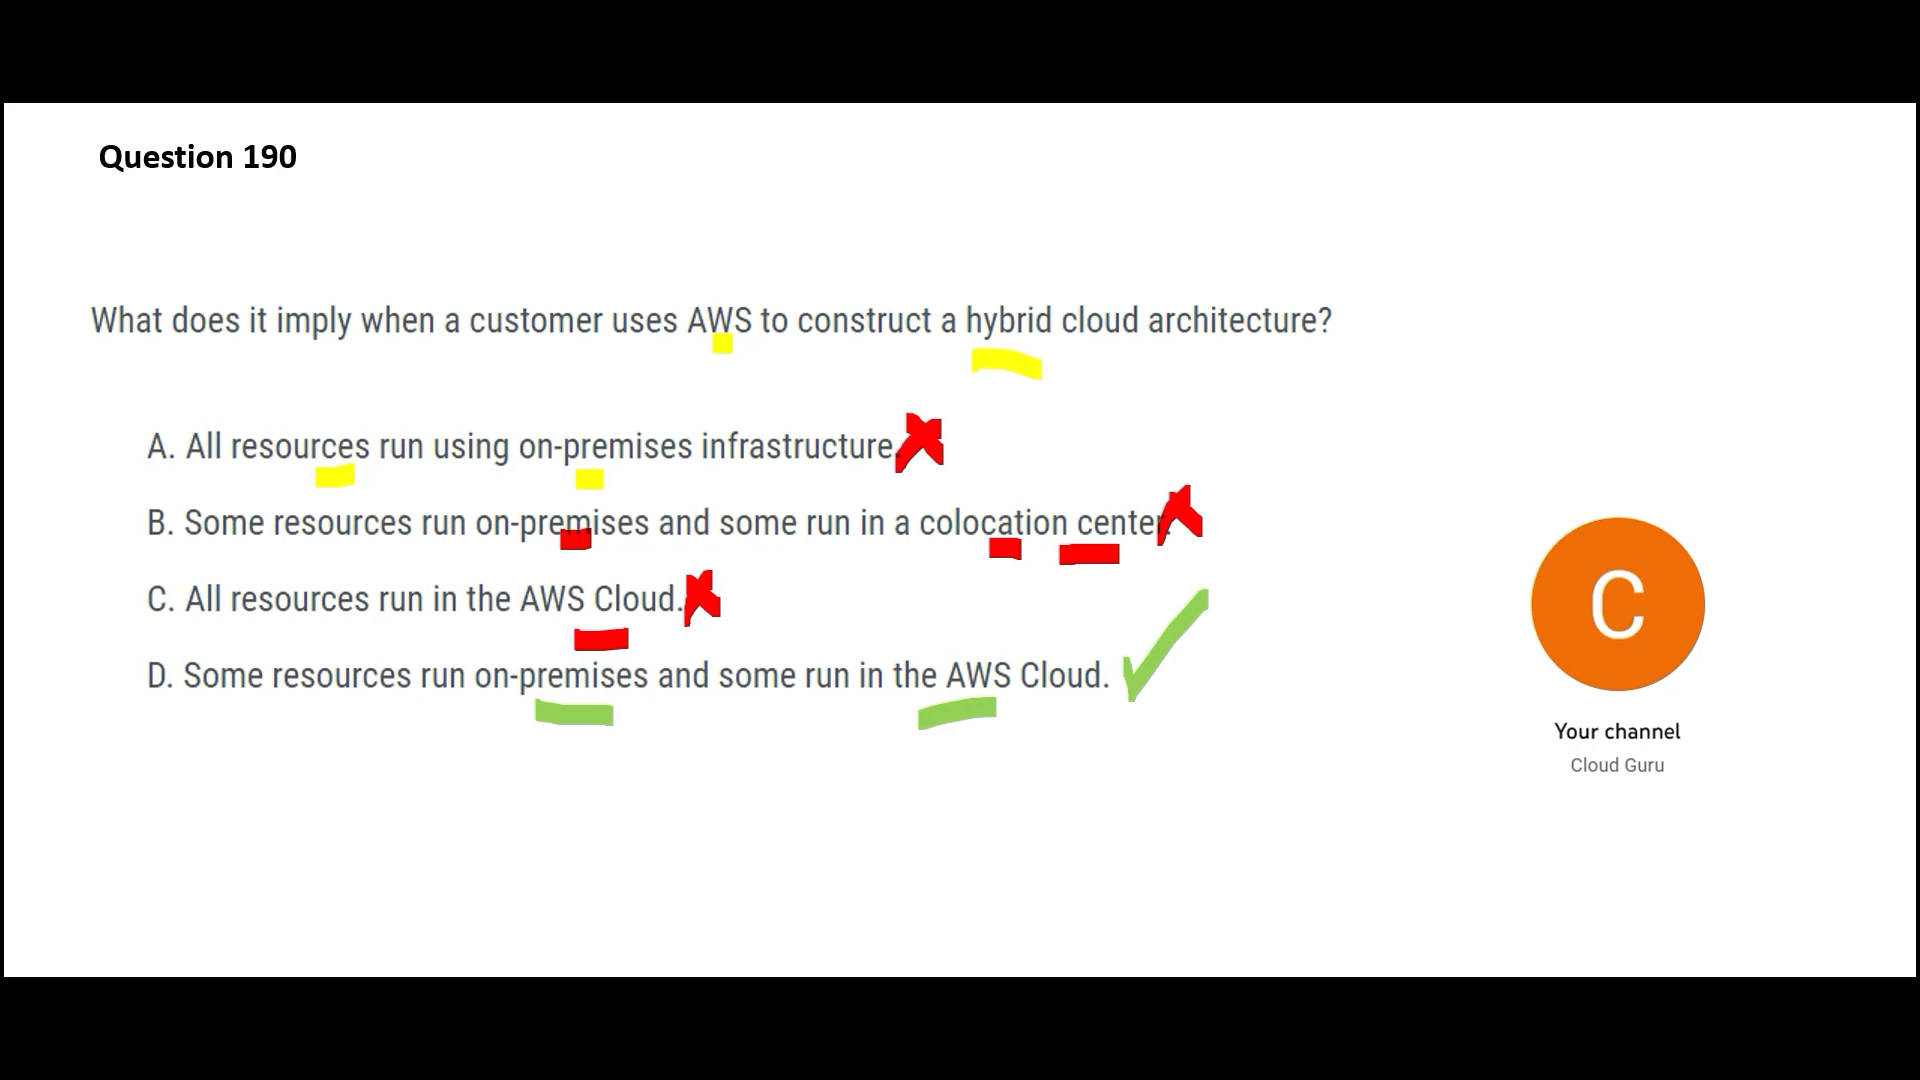 Question 190
What does it imply when a customer uses AWS to construct a hybrid cloud architecture?
A. All resources run using on-premises infrastructure.
B. Some resources run on-premises and some run in a colocation center.
C. All resources run in the AWS Cloud.
D. Some resources run on-premises and some run in the AWS Cloud.
C
Your channel
Cloud Guru